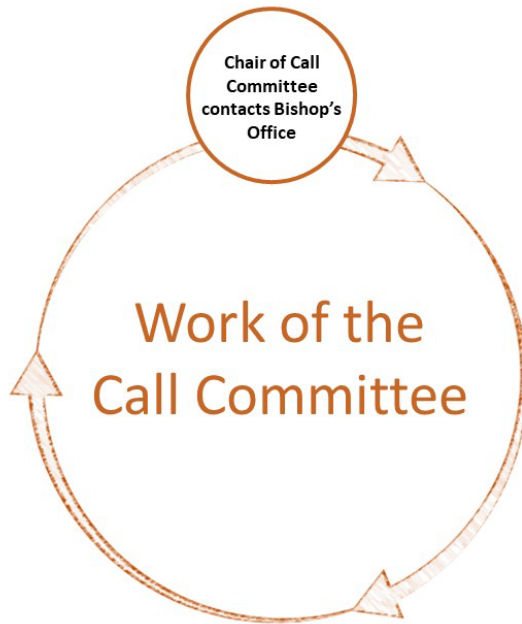 Chair of Call
Committee
contacts Bishop’s
Office
Work of the
Call Committee